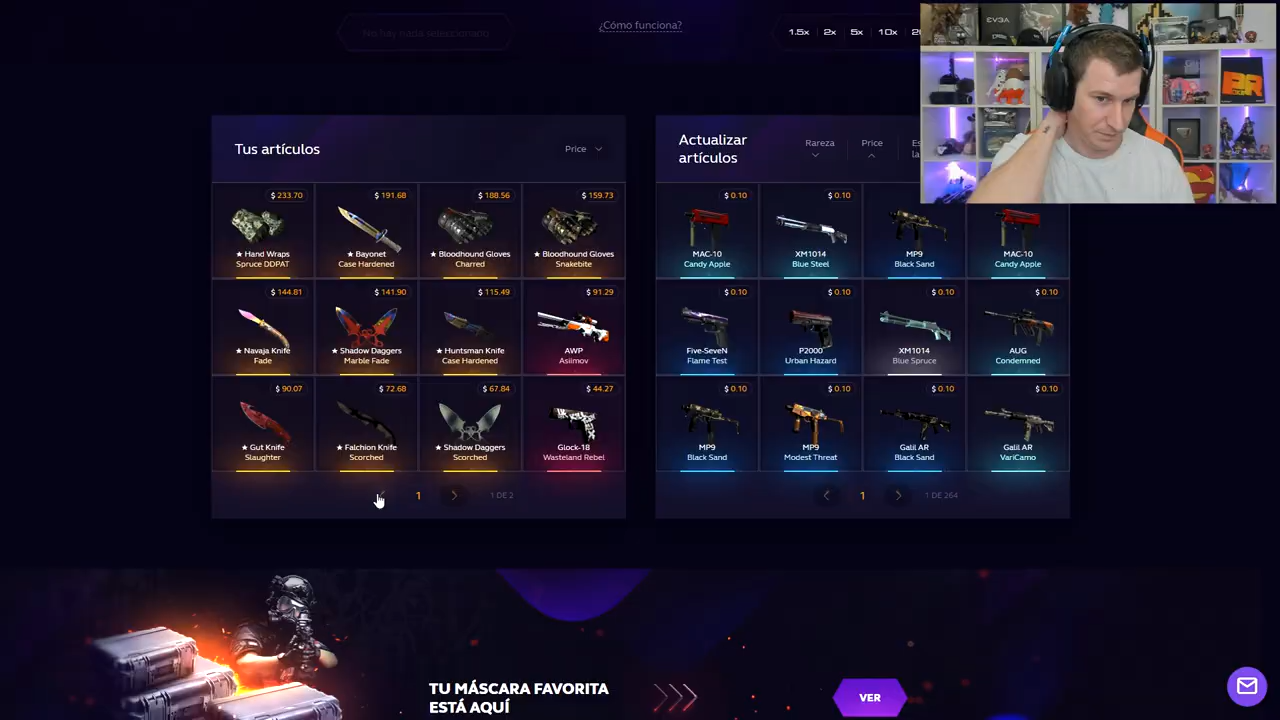 No hay nada seleccionado
¿Cómo funciona?
1.5x 2x 5x 10x
EVGA
Tus artículos
Price
$ 233.70
★ Hand Wraps
Spruce DDPAT
$ 191.68
★ Bayonet
Case Hardened
$ 188.56
★ Bloodhound Gloves
Charred
$ 159.73
★ Bloodhound Gloves
Snakebite
$ 144.81
★ Navaja Knife
Fade
$ 141.90
★ Shadow Daggers
Marble Fade
$ 115.49
★ Huntsman Knife
Case Hardened
$ 91.29
AWP
Asiimov
$ 90.07
★ Gut Knife
Slaughter
$ 72.68
★ Falchion Knife
Scorched
$ 67.84
★ Shadow Daggers
Scorched
$ 44.27
Glock-18
Wasteland Rebel
1
1 DE 2
Actualizar
artículos
Rareza
Price
$ 0.10
MAC-10
Candy Apple
$ 0.10
XM1014
Blue Steel
MP9
Black Sand
MAC-10
Candy Apple
$ 0.10
Five-SeveN
Flame Test
$ 0.10
P2000
Urban Hazard
$ 0.10
XM1014
Blue Spruce
$ 0.10
AUG
Condemned
$ 0.10
MP9
Black Sand
$ 0.10
MP9
Modest Threat
$ 0.10
Galil AR
Black Sand
$ 0.10
Galil AR
VariCamo
1
1 DE 264
TU MÁSCARA FAVORITA
ESTÁ AQUÍ
VER